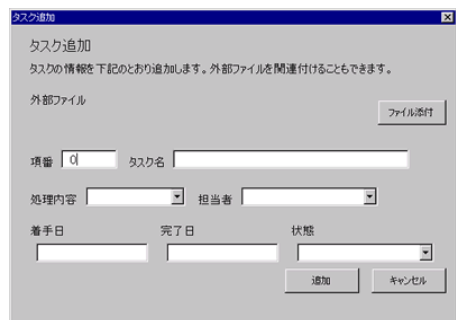 タスク追加
タスク追加
タスクの情報を下記のとおり追加します。外部ファイルを関連付けることもできます。
外部ファイル
ファイル添付
項番 0 タスク名
処理内容 担当者
着手日 完了日 状態
追加 キャンセル